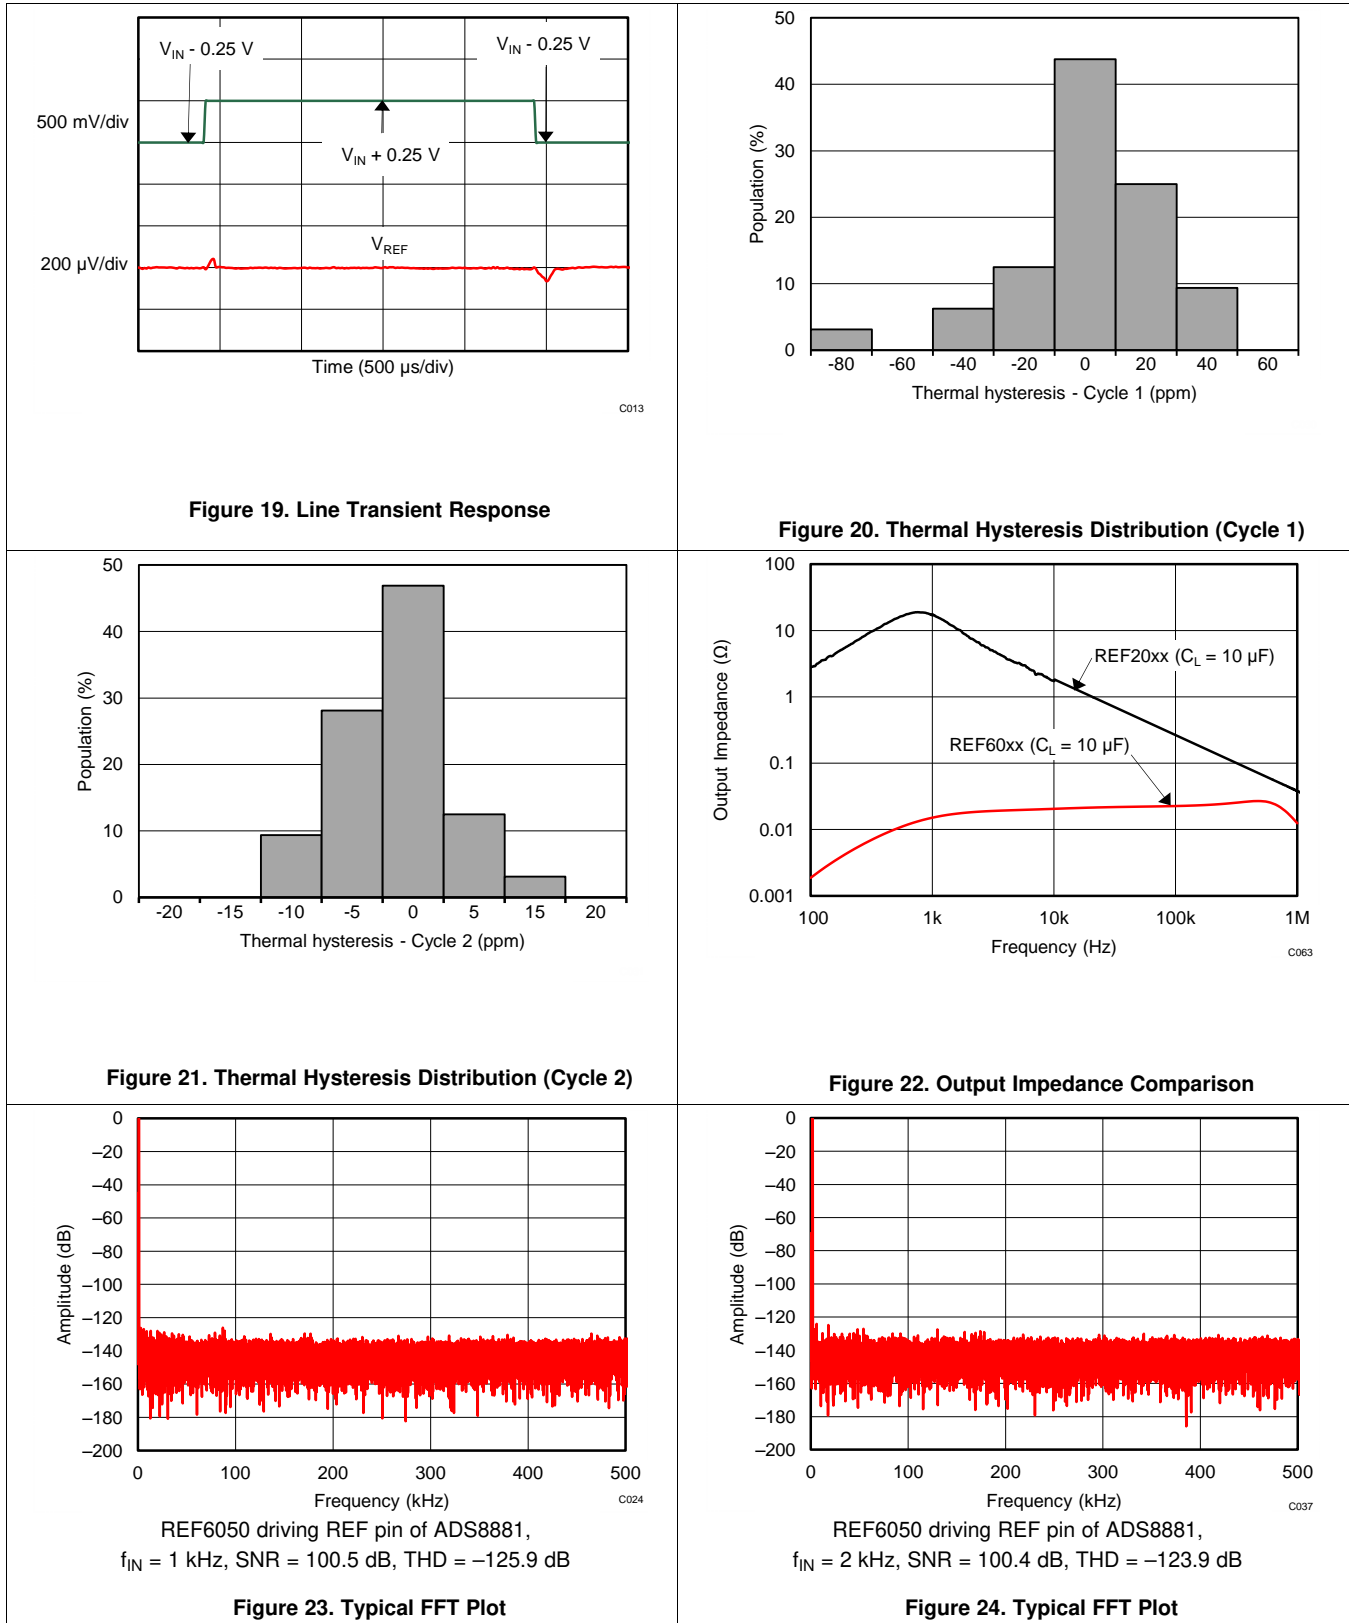 V_IN - 0.25 V
V_IN - 0.25 V
500 mV/div
V_IN + 0.25 V
V_REF
200 µV/div
Time (500 µs/div)
C013
Figure 19. Line Transient Response
50
40
30
20
10
0
Population (%)
-80 -60 -40 -20 0 20 40 60
Thermal hysteresis - Cycle 1 (ppm)
Figure 20. Thermal Hysteresis Distribution (Cycle 1)
50
40
30
20
10
0
Population (%)
-20 -15 -10 -5 0 5 15 20
Thermal hysteresis - Cycle 2 (ppm)
Figure 21. Thermal Hysteresis Distribution (Cycle 2)
100
10
1
0.1
0.01
0.001
Output Impedance (Ω)
REF20xx (C_L = 10 µF)
REF60xx (C_L = 10 µF)
100 1k 10k 100k 1M
Frequency (Hz)
C063
Figure 22. Output Impedance Comparison
0
–20
–40
–60
–80
–100
–120
–140
–160
–180
–200
Amplitude (dB)
0 100 200 300 400 500
Frequency (kHz)
C024
REF6050 driving REF pin of ADS8881,
f_IN = 1 kHz, SNR = 100.5 dB, THD = –125.9 dB
Figure 23. Typical FFT Plot
0
–20
–40
–60
–80
–100
–120
–140
–160
–180
–200
Amplitude (dB)
0 100 200 300 400 500
Frequency (kHz)
C037
REF6050 driving REF pin of ADS8881,
f_IN = 2 kHz, SNR = 100.4 dB, THD = –123.9 dB
Figure 24. Typical FFT Plot